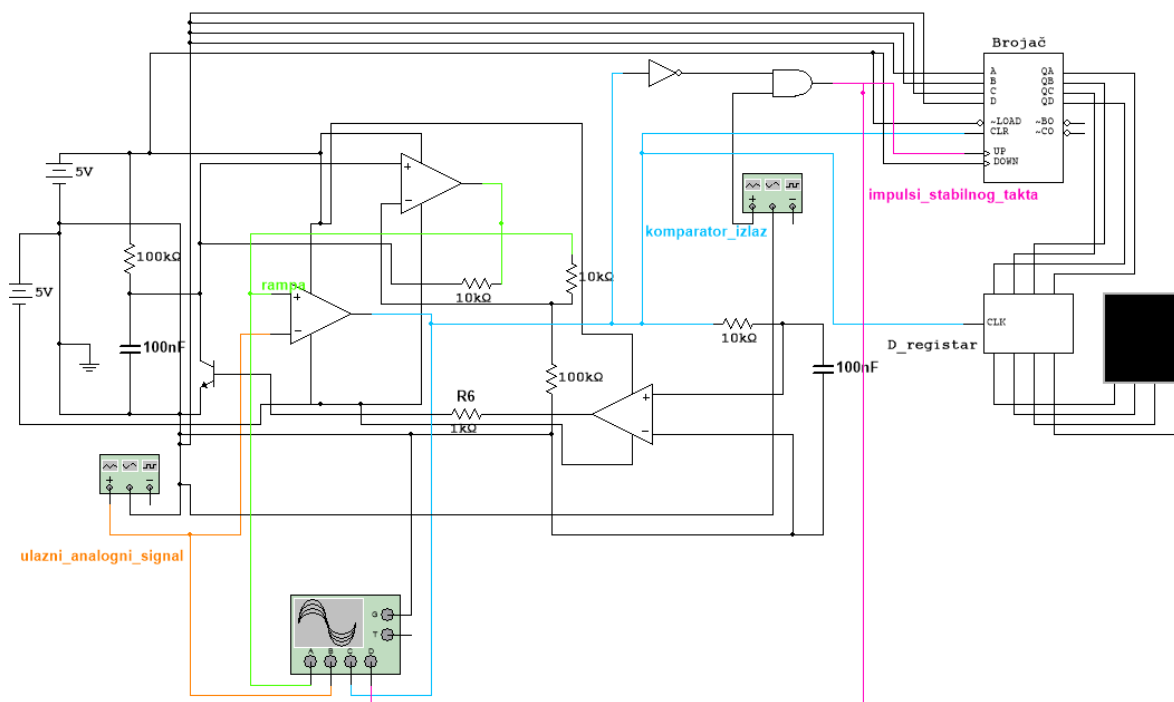 Brojač
A
B
C
D
~LOAD
CLR
UP
DOWN
QA
QB
QC
QD
~BO
~CO
5V
5V
100kΩ
100nF
rampa
10kΩ
10kΩ
komparator_izlaz
impulsi_stabilnog_takta
10kΩ
100nF
CLK
D_registar
100kΩ
R6
1kΩ
ulazni_analogni_signal
+
−
+
−
+
−
+
−
+
−
G
T
A
B
C
D